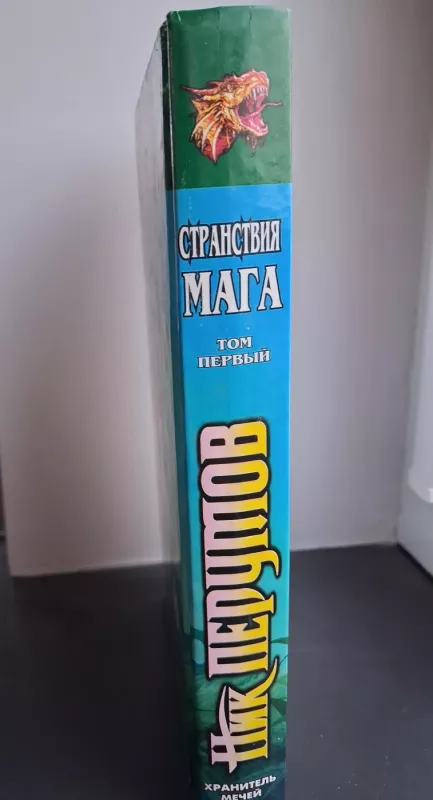 СТРАНСТВИЯ
МАГА
ТОМ
ПЕРВЫЙ
Ник Перумов
ХРАНИТЕЛЬ
МЕЧЕЙ